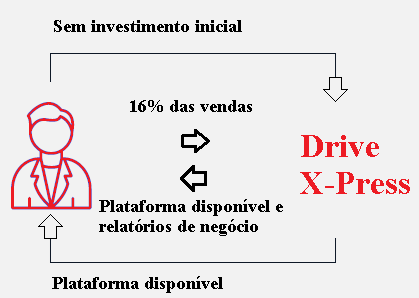 Sem investimento inicial
16% das vendas
Drive
X-Press
Plataforma disponível e
relatórios de negócio
Plataforma disponível